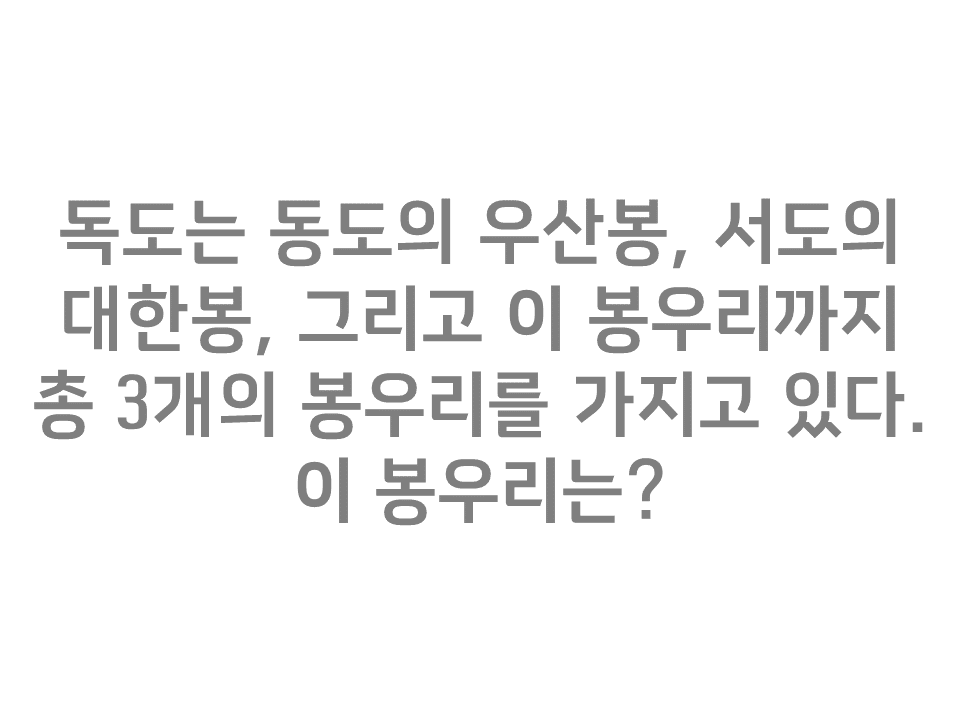 독도는 동도의 우산봉, 서도의
대한봉, 그리고 이 봉우리까지
총 3개의 봉우리를 가지고 있다.
이 봉우리는?